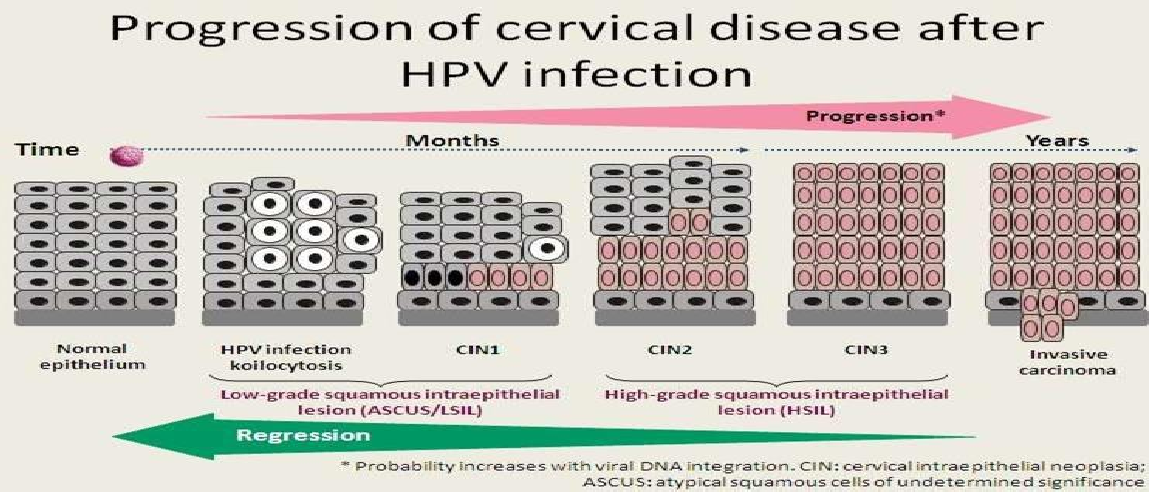 Progression of cervical disease after
HPV infection
Progression*
Time
Months
Years
Normal
epithelium
HPV infection
koilocytosis
CIN1
CIN2
CIN3
Invasive
carcinoma
Low-grade squamous intraepithelial
lesion (ASCUS/LSIL)
High-grade squamous intraepithelial
lesion (HSIL)
Regression
* Probability increases with viral DNA integration. CIN: cervical intraepithelial neoplasia;
ASCUS: atypical squamous cells of undetermined significance